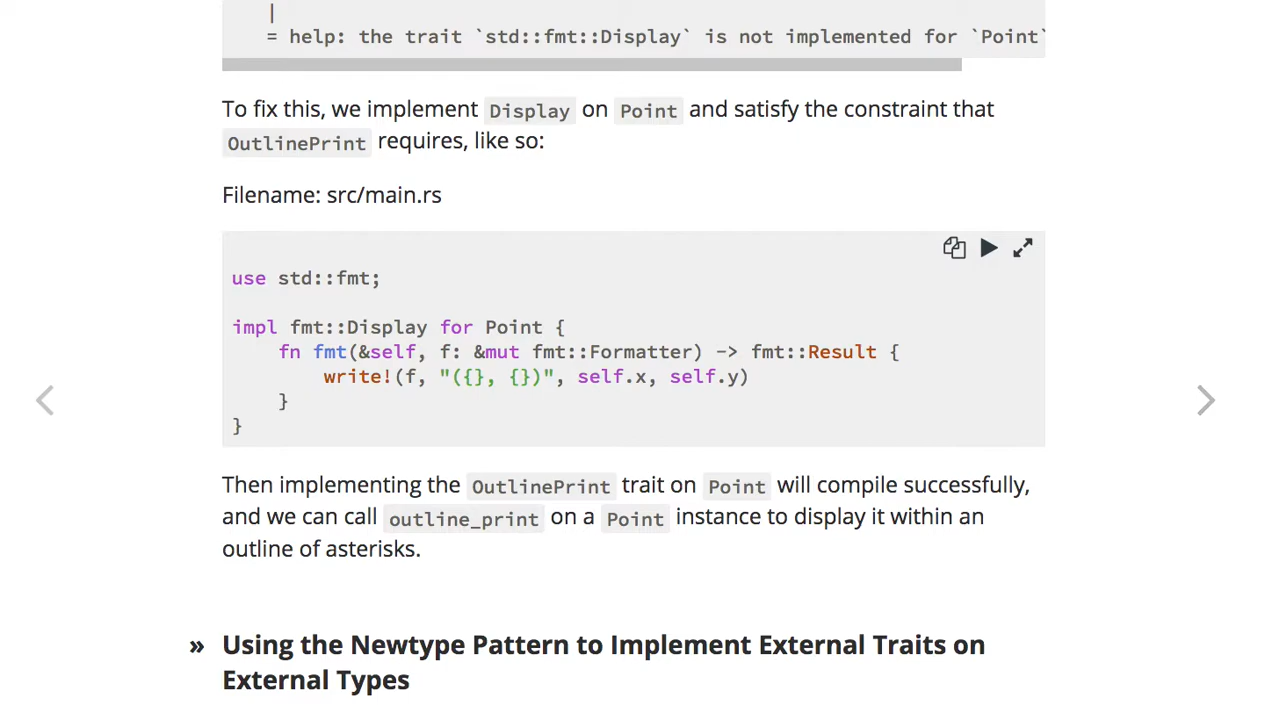 |
= help: the trait `std::fmt::Display` is not implemented for `Point`
To fix this, we implement Display on Point and satisfy the constraint that
OutlinePrint requires, like so:
Filename: src/main.rs
use std::fmt;
impl fmt::Display for Point {
    fn fmt(&self, f: &mut fmt::Formatter) -> fmt::Result {
        write!(f, "({}, {})", self.x, self.y)
    }
}
Then implementing the OutlinePrint trait on Point will compile successfully,
and we can call outline_print on a Point instance to display it within an
outline of asterisks.
» Using the Newtype Pattern to Implement External Traits on
External Types